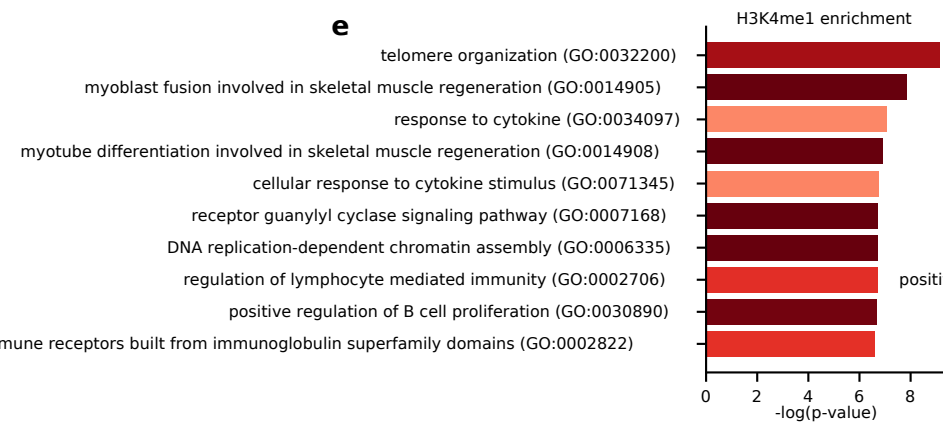 e
H3K4me1 enrichment
telomere organization (GO:0032200)
myoblast fusion involved in skeletal muscle regeneration (GO:0014905)
response to cytokine (GO:0034097)
myotube differentiation involved in skeletal muscle regeneration (GO:0014908)
cellular response to cytokine stimulus (GO:0071345)
receptor guanylyl cyclase signaling pathway (GO:0007168)
DNA replication-dependent chromatin assembly (GO:0006335)
regulation of lymphocyte mediated immunity (GO:0002706)
positive regulation of B cell proliferation (GO:0030890)
receptors built from immunoglobulin superfamily domains (GO:0002822)
0 2 4 6 8
-log(p-value)